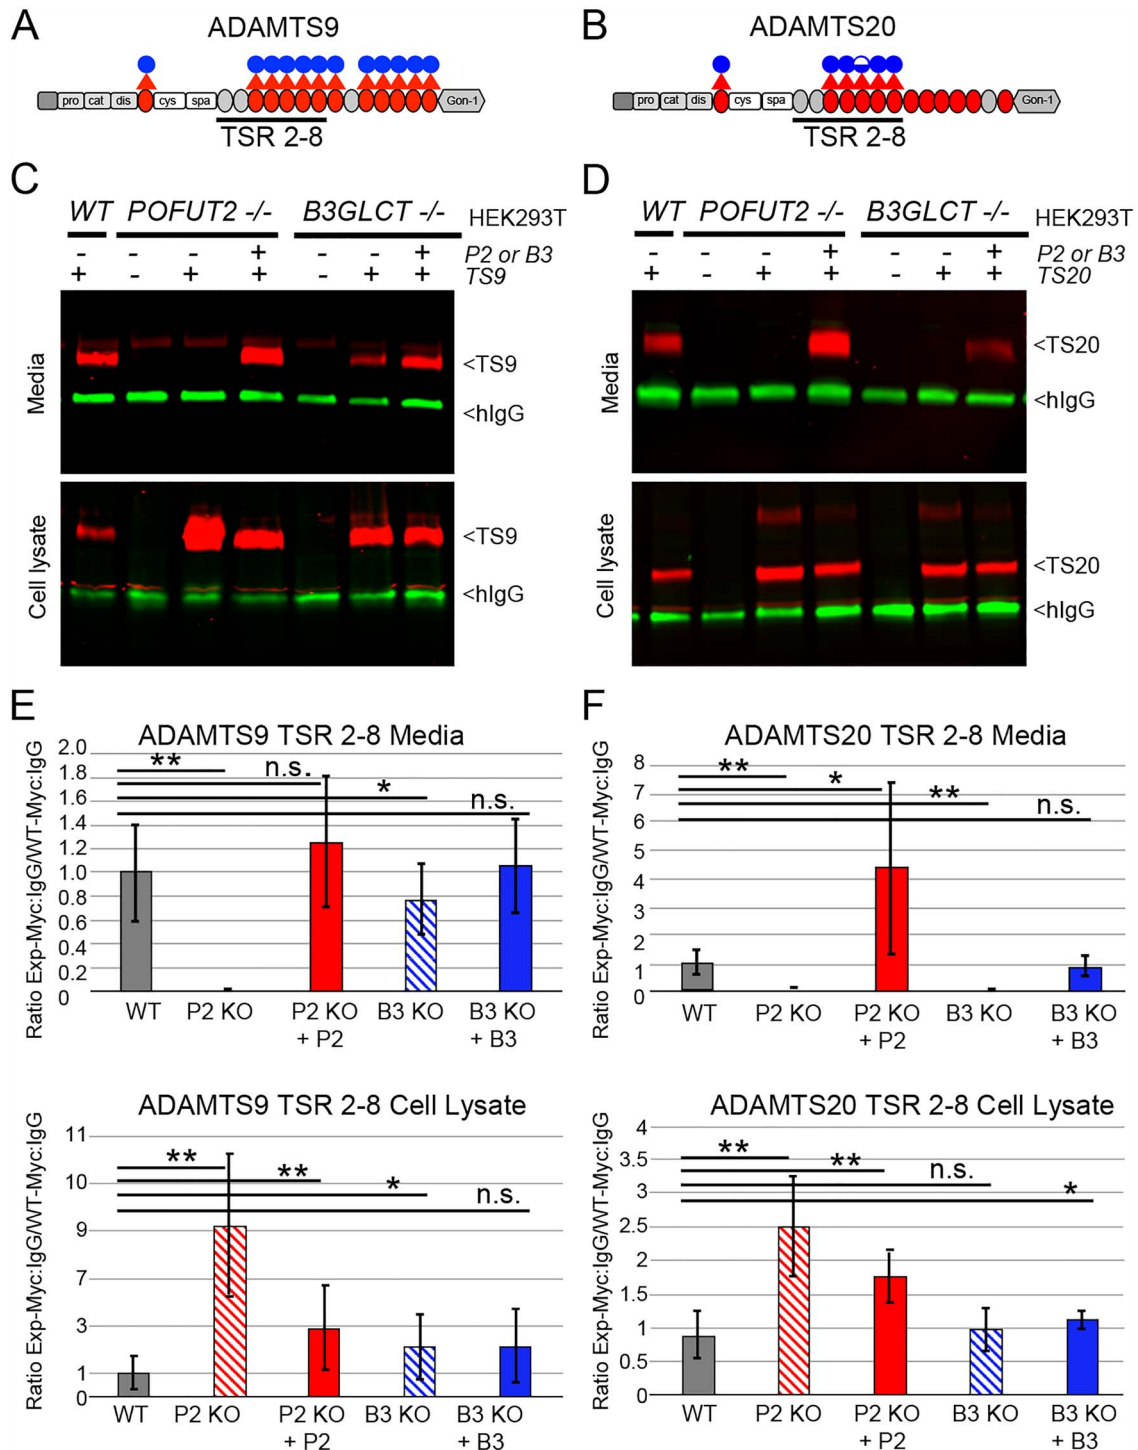 A
ADAMTS9
pro cat dis cys spa Gon-1
TSR 2-8
B
ADAMTS20
pro cat dis cys spa Gon-1
TSR 2-8
C
WT POFUT2 -/- B3GLCT -/- HEK293T
- - - + - - + P2 or B3
+ - + + - + + TS9
Media
<TS9
<hIgG
Cell lysate
<TS9
<hIgG
D
WT POFUT2 -/- B3GLCT -/- HEK293T
- - - + - - + P2 or B3
+ - + + - + + TS20
Media
<TS20
<hIgG
Cell lysate
<TS20
<hIgG
E
ADAMTS9 TSR 2-8 Media
Ratio Exp-Myc:IgG/WT-Myc:IgG
2.0
1.8
1.6
1.4
1.2
1.0
0.8
0.6
0.4
0.2
0
** n.s. * n.s.
WT P2 KO P2 KO B3 KO B3 KO
+ P2 + B3
ADAMTS9 TSR 2-8 Cell Lysate
Ratio Exp-Myc:IgG/WT-Myc:IgG
11
10
9
7
3
1
0
** ** * n.s.
WT P2 KO P2 KO B3 KO B3 KO
+ P2 + B3
F
ADAMTS20 TSR 2-8 Media
Ratio Exp-Myc:IgG/WT-Myc:IgG
8
7
6
5
4
3
2
1
0
** * ** n.s.
WT P2 KO P2 KO B3 KO B3 KO
+ P2 + B3
ADAMTS20 TSR 2-8 Cell Lysate
Ratio Exp-Myc:IgG/WT-Myc:IgG
4
3.5
3
2.5
2
1.5
1
0.5
0
** ** n.s. *
WT P2 KO P2 KO B3 KO B3 KO
+ P2 + B3